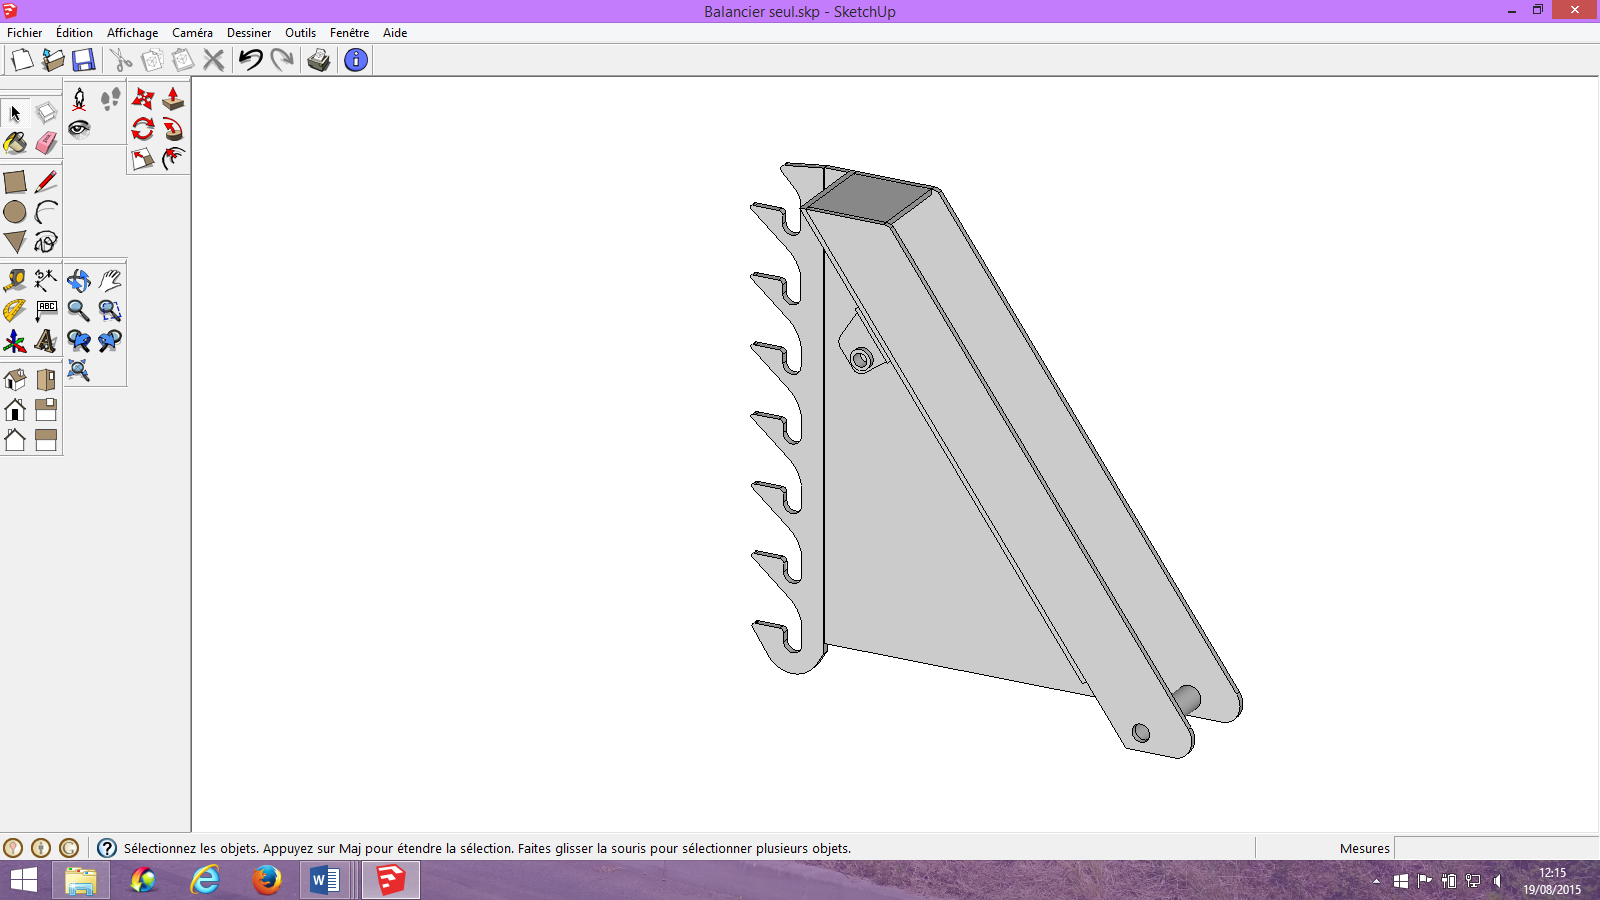 Balancier seul.skp - SketchUp
Fichier Édition Affichage Caméra Dessiner Outils Fenêtre Aide
ABC
Sélectionnez les objets. Appuyez sur Maj pour étendre la sélection. Faites glisser la souris pour sélectionner plusieurs objets.
Mesures
12:15
19/08/2015